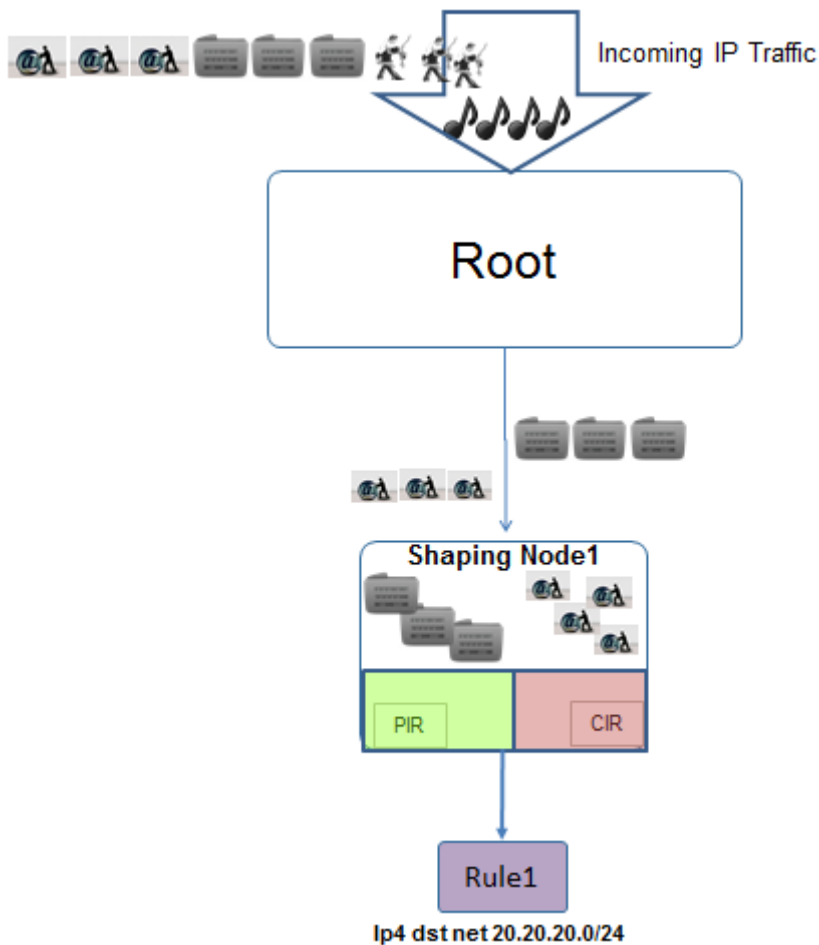 Incoming IP Traffic
Root
Shaping Node1
PIR
CIR
Rule1
Ip4 dst net 20.20.20.0/24